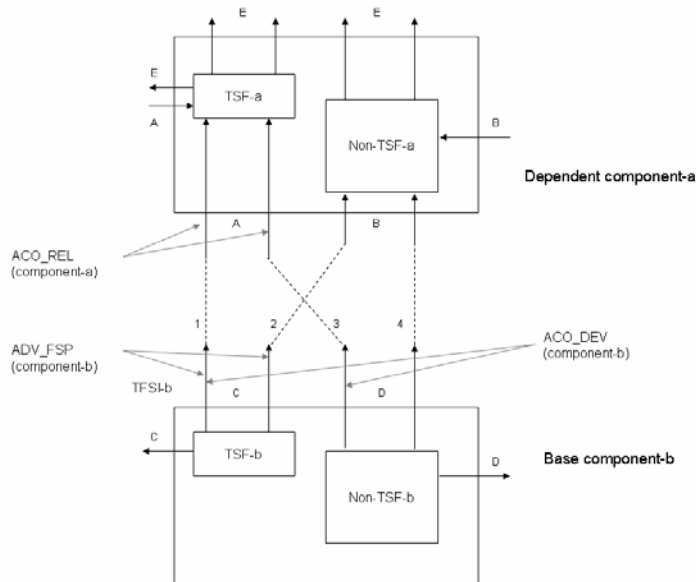 E
E
E
TSF-a
A
Non-TSF-a
B
Dependent component-a
A
B
ACO_REL
(component-a)
1
2
3
4
ADV_FSP
(component-b)
ACO_DEV
(component-b)
TFSI-b
C
D
C
TSF-b
Non-TSF-b
D
Base component-b